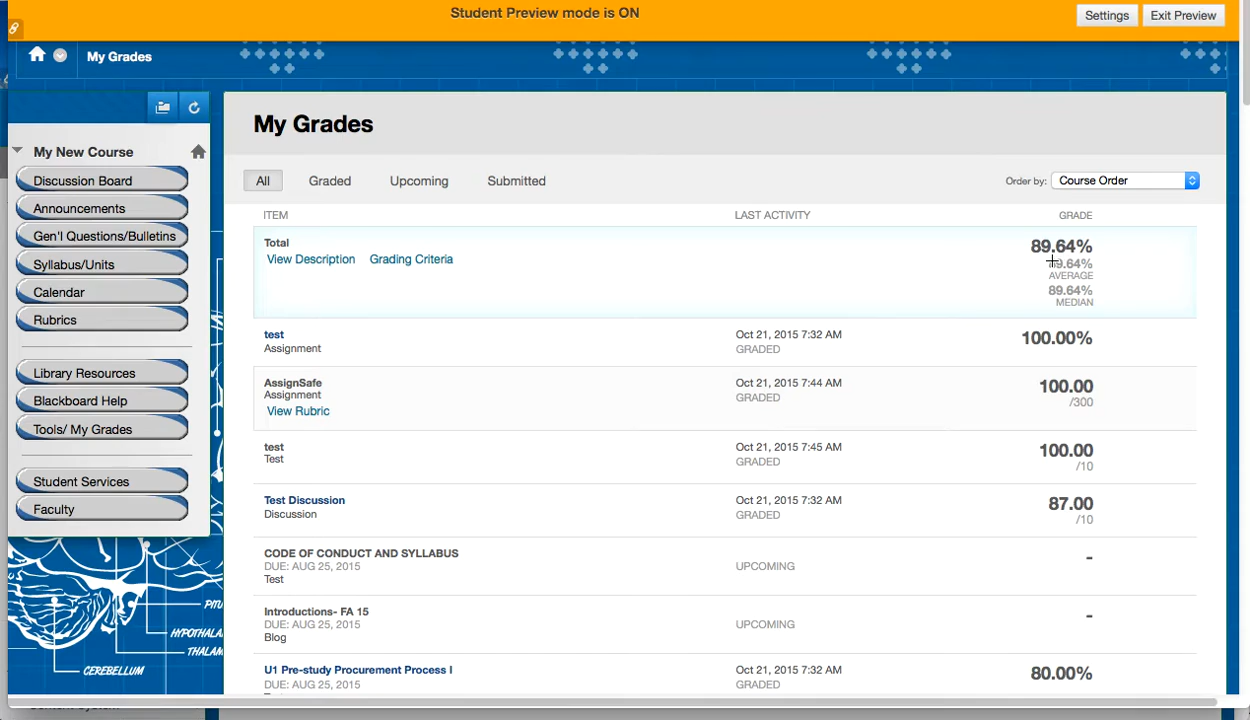 Student Preview mode is ON
Settings
Exit Preview
My Grades
My New Course
Discussion Board
Announcements
Gen'l Questions/Bulletins
Syllabus/Units
Calendar
Rubrics
Library Resources
Blackboard Help
Tools/ My Grades
Student Services
Faculty
CEREBELLUM
My Grades
All Graded Upcoming Submitted
Order by: Course Order
ITEM LAST ACTIVITY GRADE
Total 89.64%
View Description Grading Criteria
AVERAGE
89.64%
MEDIAN
test Oct 21, 2015 7:32 AM 100.00%
Assignment GRADED
AssignSafe Oct 21, 2015 7:44 AM 100.00
Assignment GRADED /300
View Rubric
test Oct 21, 2015 7:45 AM 100.00
Test GRADED /10
Test Discussion Oct 21, 2015 7:32 AM 87.00
Discussion GRADED /10
CODE OF CONDUCT AND SYLLABUS -
DUE: AUG 25, 2015 UPCOMING
Test
Introductions- FA 15 -
DUE: AUG 25, 2015 UPCOMING
Blog
U1 Pre-study Procurement Process I Oct 21, 2015 7:32 AM 80.00%
DUE: AUG 25, 2015 GRADED